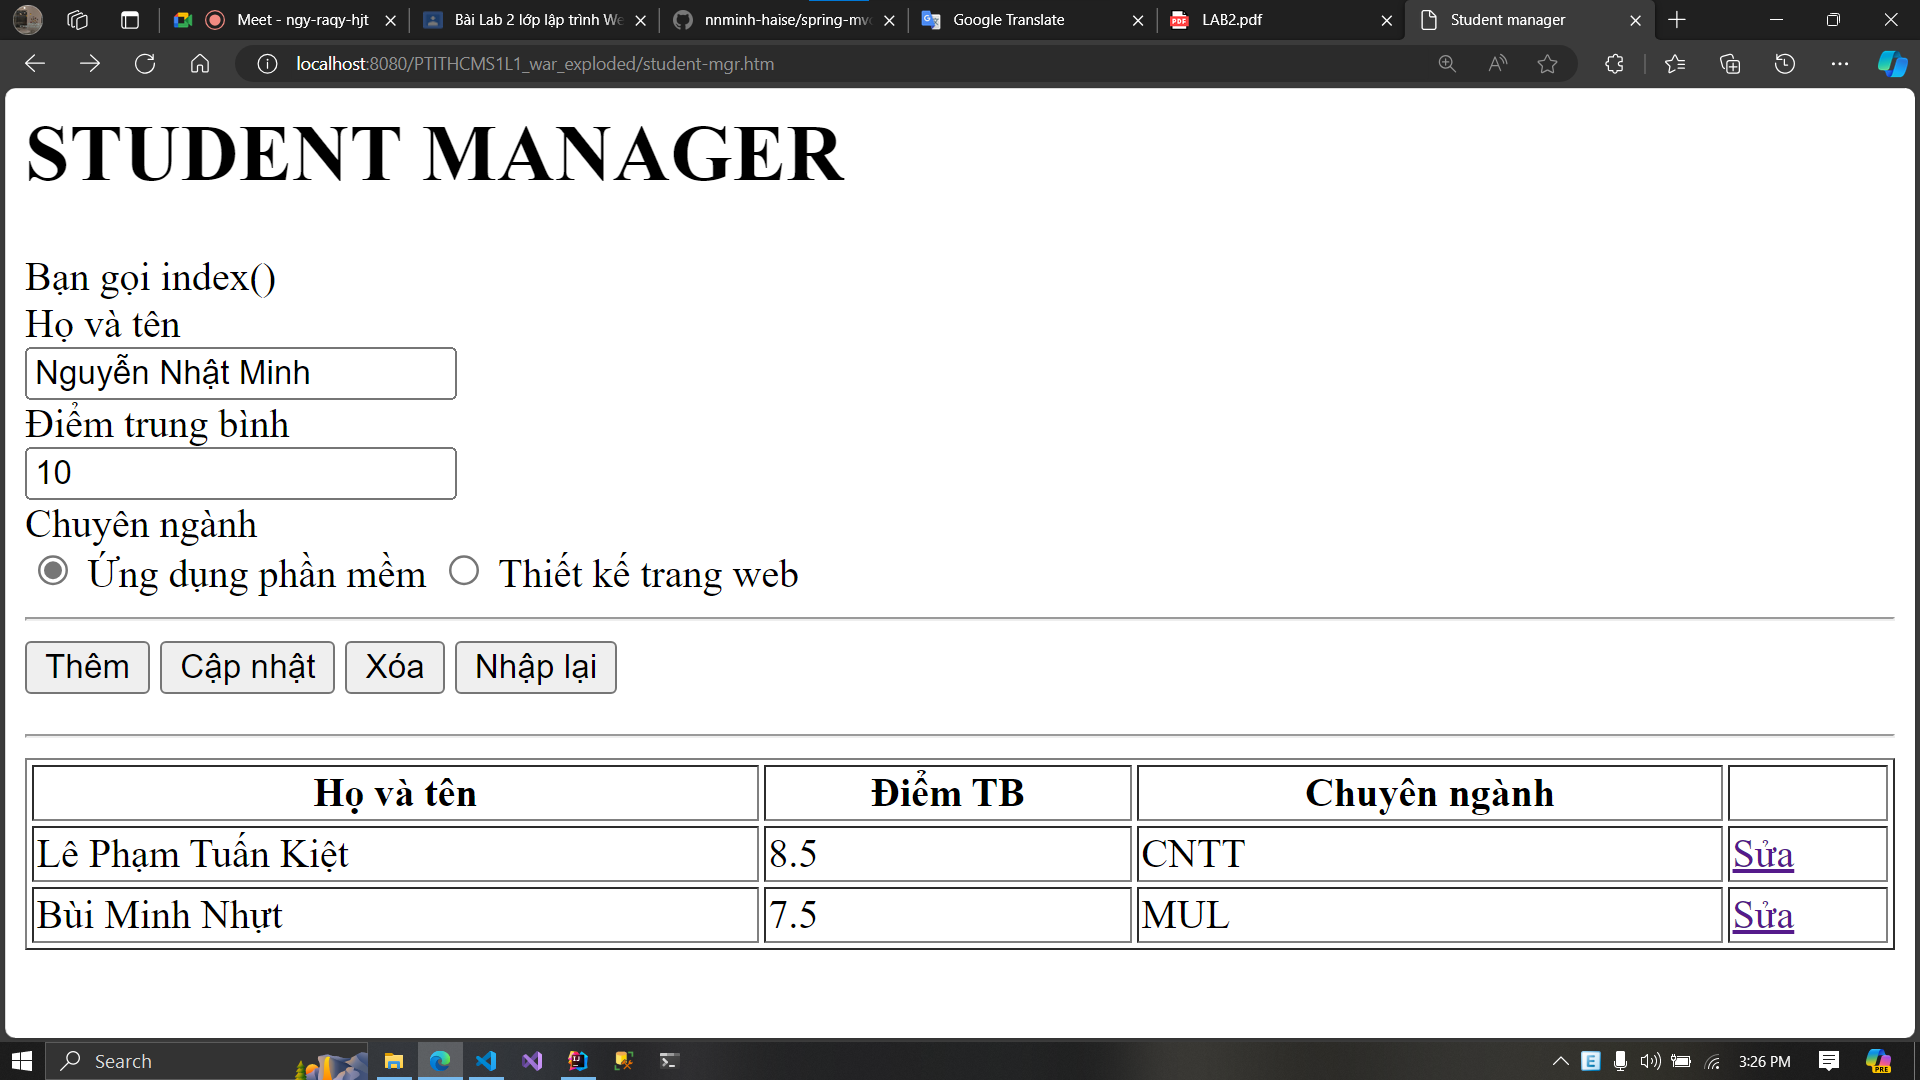 Meet - ngy-raqy-hjt
Bài Lab 2 lớp lập trình We
nnminh-haise/spring-mvc
Google Translate
LAB2.pdf
Student manager
localhost:8080/PTITHCMS1L1_war_exploded/student-mgr.htm
STUDENT MANAGER
Bạn gọi index()
Họ và tên
Nguyễn Nhật Minh
Điểm trung bình
10
Chuyên ngành
Ứng dụng phần mềm Thiết kế trang web
Thêm Cập nhật Xóa Nhập lại
Họ và tên Điểm TB Chuyên ngành
Lê Phạm Tuấn Kiệt 8.5 CNTT Sửa
Bùi Minh Nhựt 7.5 MUL Sửa
Search
3:26 PM